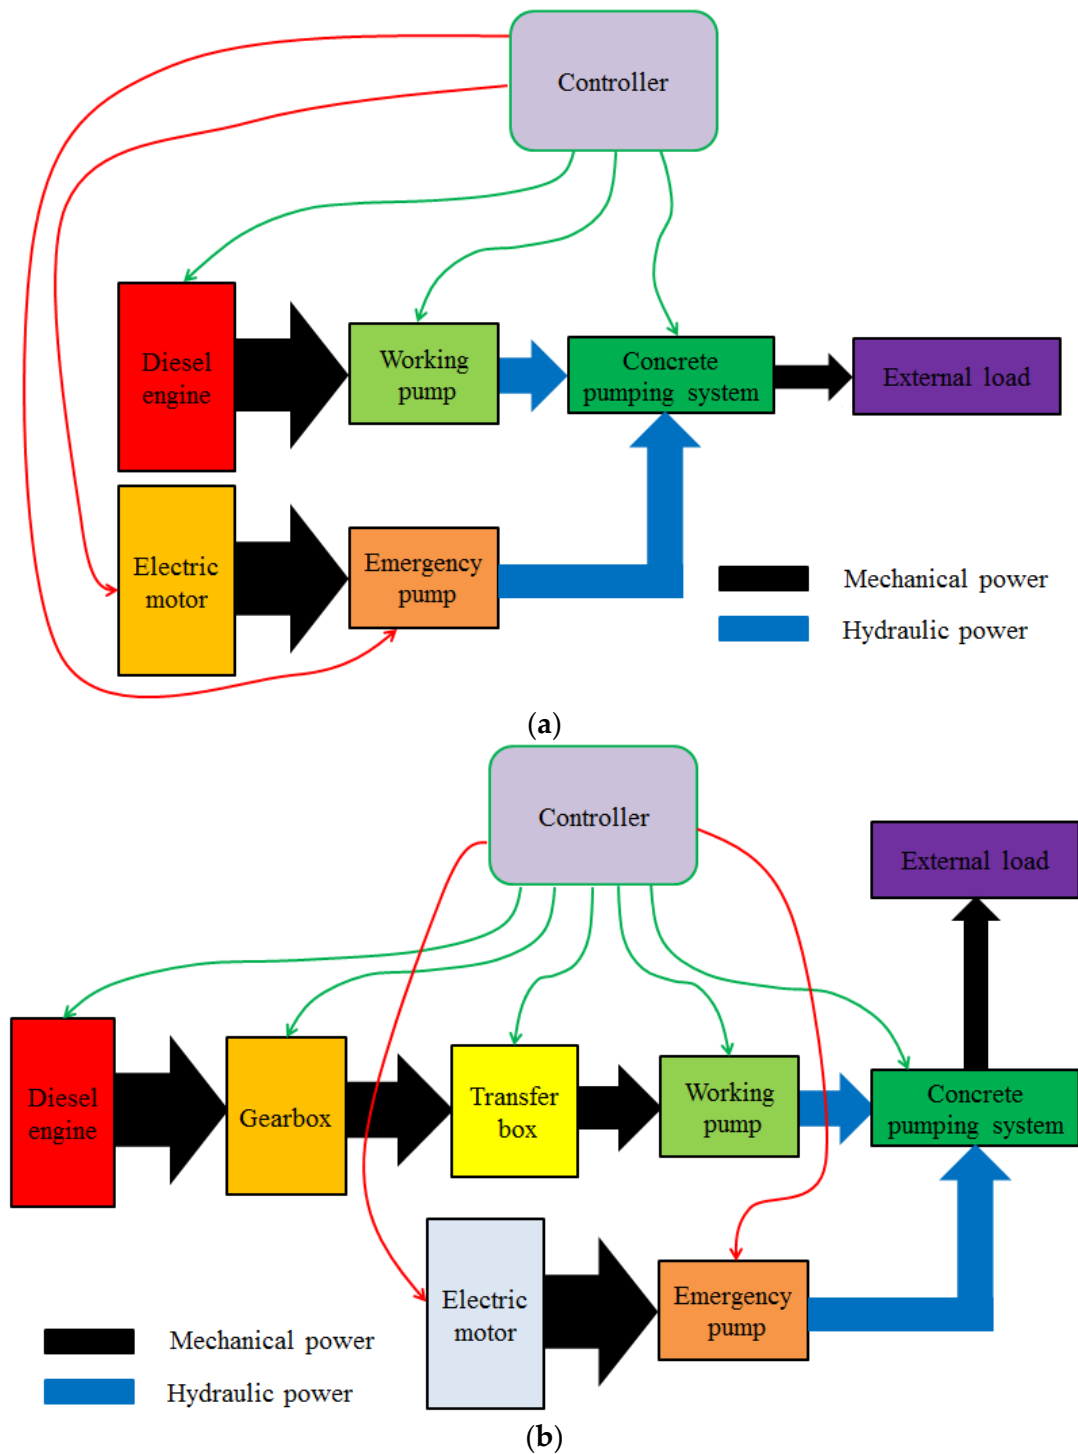 Controller
Diesel
engine
Working
pump
Concrete
pumping system
External load
Electric
motor
Emergency
pump
Mechanical power
Hydraulic power
(a)
Controller
External load
Diesel
engine
Gearbox
Transfer
box
Working
pump
Concrete
pumping system
Electric
motor
Emergency
pump
Mechanical power
Hydraulic power
(b)